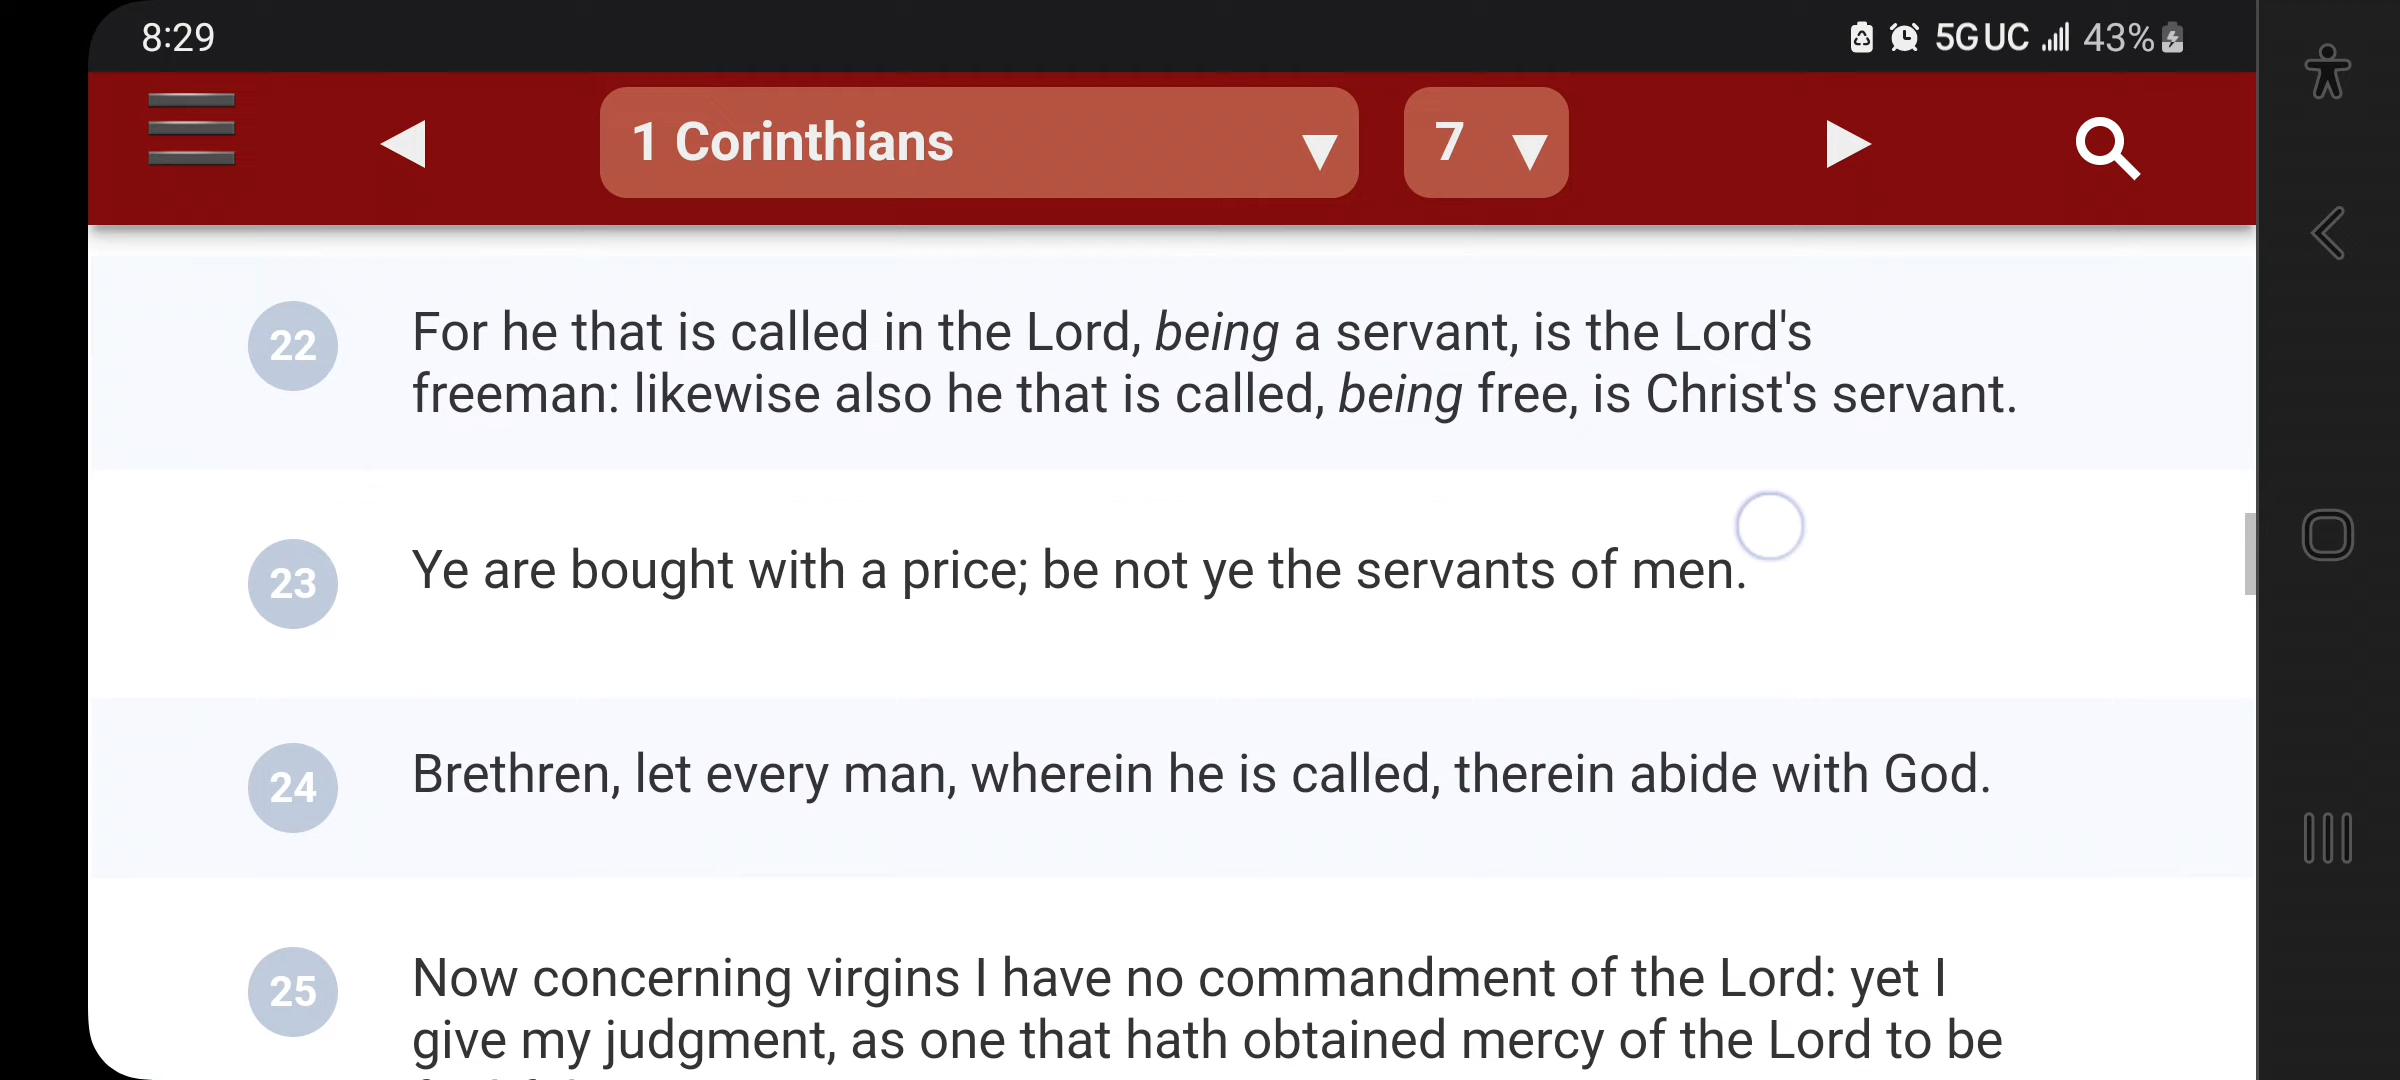 8:29
5G UC 43%
1 Corinthians 7
22 For he that is called in the Lord, being a servant, is the Lord's
freeman: likewise also he that is called, being free, is Christ's servant.
23 Ye are bought with a price; be not ye the servants of men.
24 Brethren, let every man, wherein he is called, therein abide with God.
25 Now concerning virgins I have no commandment of the Lord: yet I
give my judgment, as one that hath obtained mercy of the Lord to be